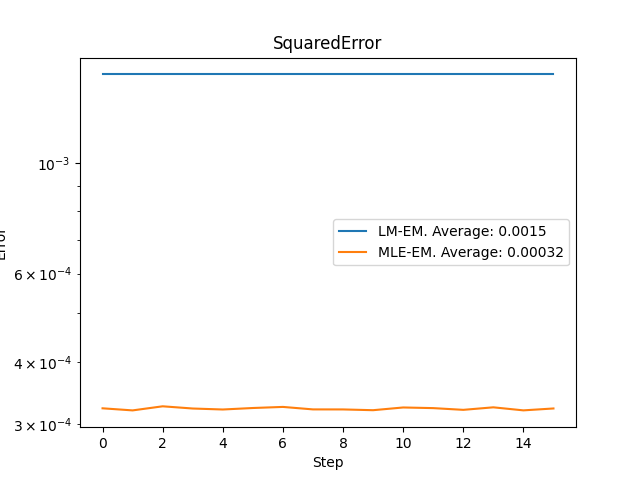 SquaredError
10⁻³
6 × 10⁻⁴
4 × 10⁻⁴
3 × 10⁻⁴
Error
LM-EM. Average: 0.0015
MLE-EM. Average: 0.00032
0 2 4 6 8 10 12 14
Step